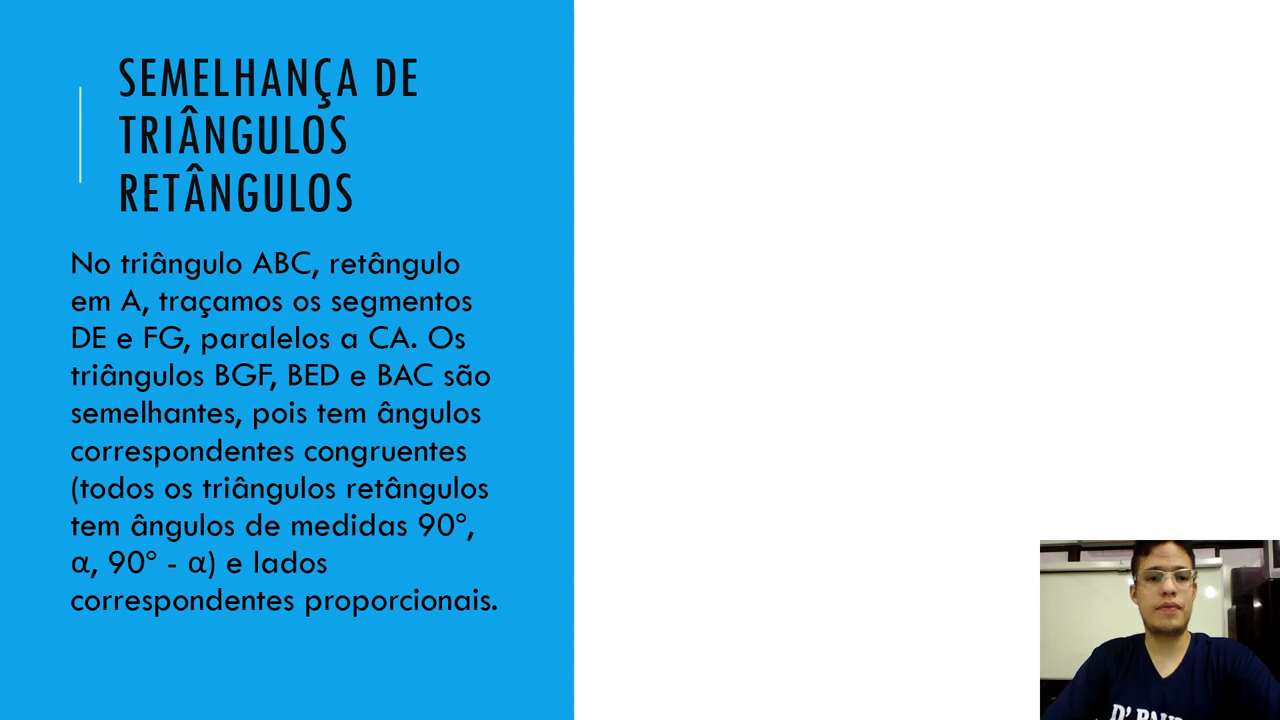 SEMELHANÇA DE
TRIÂNGULOS
RETÂNGULOS
No triângulo ABC, retângulo
em A, traçamos os segmentos
DE e FG, paralelos a CA. Os
triângulos BGF, BED e BAC são
semelhantes, pois tem ângulos
correspondentes congruentes
(todos os triângulos retângulos
tem ângulos de medidas 90°,
α, 90° - α) e lados
correspondentes proporcionais.